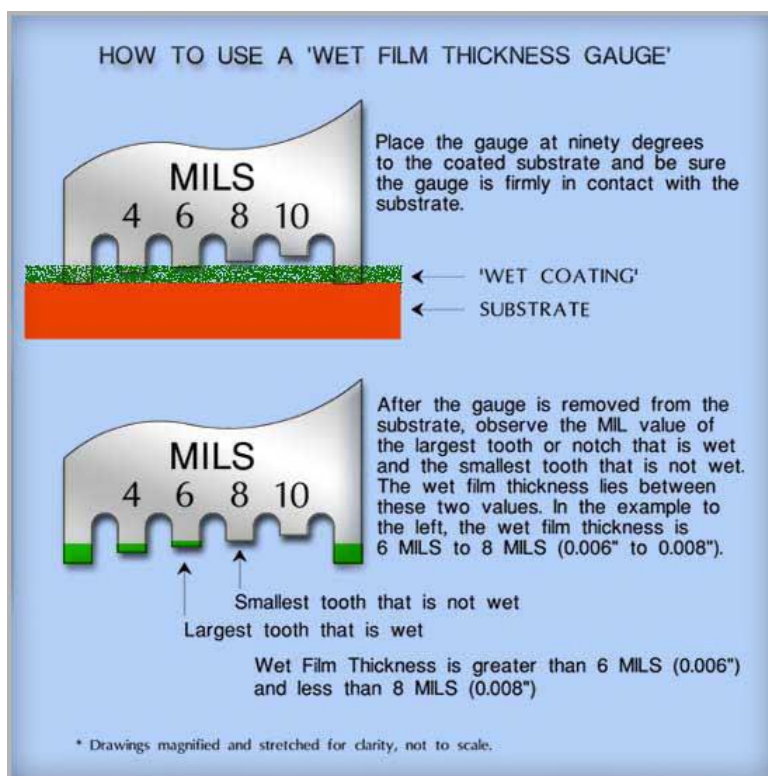 HOW TO USE A 'WET FILM THICKNESS GAUGE'
MILS
4 6 8 10
Place the gauge at ninety degrees
to the coated substrate and be sure
the gauge is firmly in contact with the
substrate.
'WET COATING'
SUBSTRATE
MILS
4 6 8 10
After the gauge is removed from the
substrate, observe the MIL value of
the largest tooth or notch that is wet
and the smallest tooth that is not wet.
The wet film thickness lies between
these two values. In the example to
the left, the wet film thickness is
6 MILS to 8 MILS (0.006" to 0.008").
Smallest tooth that is not wet
Largest tooth that is wet
Wet Film Thickness is greater than 6 MILS (0.006")
and less than 8 MILS (0.008")
* Drawings magnified and stretched for clarity, not to scale.